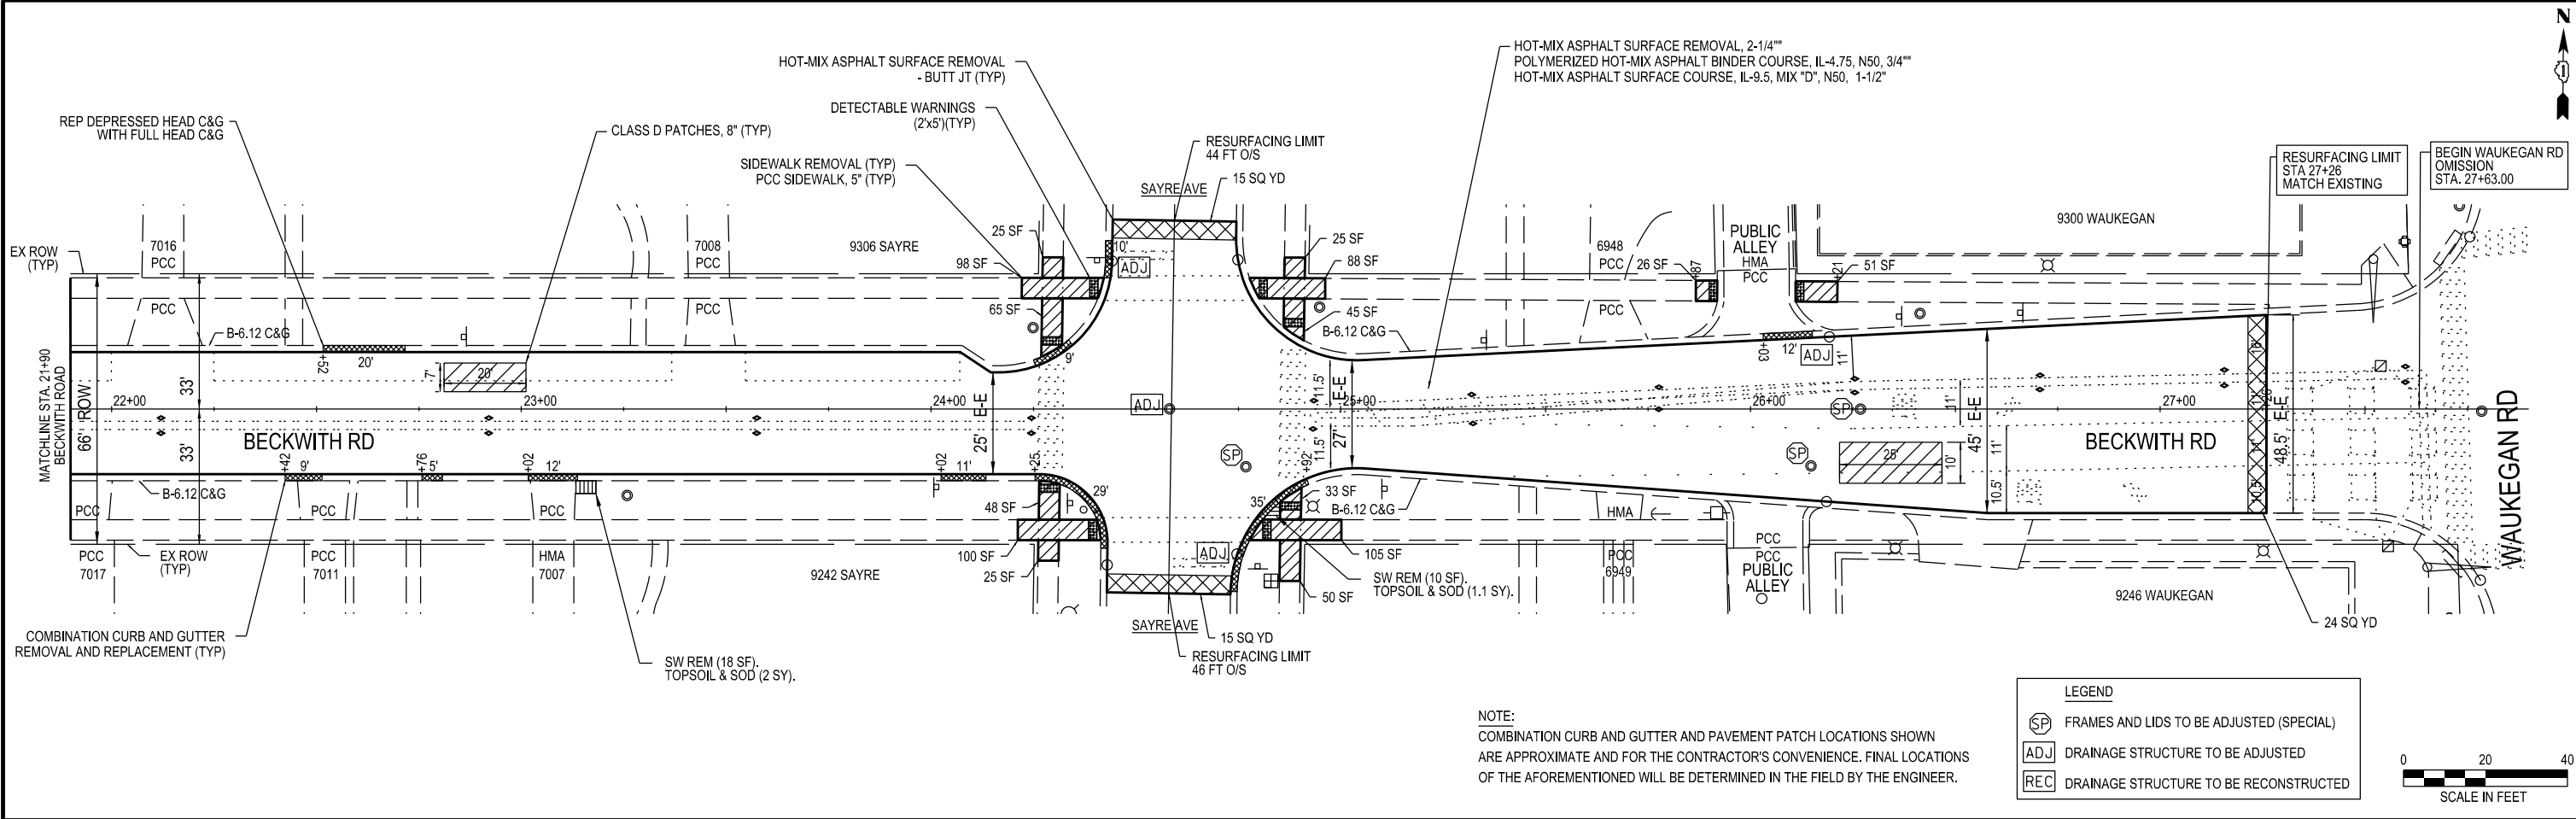 N
1
HOT-MIX ASPHALT SURFACE REMOVAL
- BUTT JT (TYP)
HOT-MIX ASPHALT SURFACE REMOVAL, 2-1/4""
POLYMERIZED HOT-MIX ASPHALT BINDER COURSE, IL-4.75, N50, 3/4""
HOT-MIX ASPHALT SURFACE COURSE, IL-9.5, MIX "D", N50, 1-1/2"
DETECTABLE WARNINGS
(2'x5')(TYP)
REP DEPRESSED HEAD C&G
WITH FULL HEAD C&G
CLASS D PATCHES, 8" (TYP)
SIDEWALK REMOVAL (TYP)
PCC SIDEWALK, 5" (TYP)
RESURFACING LIMIT
44 FT O/S
SAYRE AVE
15 SQ YD
RESURFACING LIMIT
STA 27+26
MATCH EXISTING
BEGIN WAUKEGAN RD
OMISSION
STA. 27+63.00
EX ROW
(TYP)
7016
PCC
7008
PCC
9306 SAYRE
25 SF
98 SF
65 SF
10'
ADJ
25 SF
88 SF
45 SF
B-6.12 C&G
6948
PCC
26 SF
+87
PUBLIC
ALLEY
HMA
PCC
+21
51 SF
9300 WAUKEGAN
PCC
PCC
PCC
B-6.12 C&G
+52
20'
7'
20'
9'
+03
12'
ADJ
11'
16'
MATCHLINE STA. 21+90
BECKWITH ROAD
66' ROW
33'
33'
22+00
23+00
24+00
25+00
26+00
27+00
BECKWITH RD
25' E-E
ADJ
SP
11.5'
11.5'
27' E-E
SP
SP
25'
10'
11'
11'
10.5'
45' E-E
BECKWITH RD
11'
11'
10.5'
48.5' E-E
WAUKEGAN RD
+42
9'
+76
5'
+02
12'
+02
11'
+25
29'
+92
35'
B-6.12 C&G
PCC
PCC
PCC
48 SF
100 SF
25 SF
ADJ
33 SF
B-6.12 C&G
105 SF
50 SF
HMA
PCC
6949
PCC
PCC
PUBLIC
ALLEY
PCC
7017
EX ROW
(TYP)
PCC
7011
HMA
7007
9242 SAYRE
SW REM (10 SF).
TOPSOIL & SOD (1.1 SY).
9246 WAUKEGAN
24 SQ YD
SAYRE AVE
15 SQ YD
RESURFACING LIMIT
46 FT O/S
COMBINATION CURB AND GUTTER
REMOVAL AND REPLACEMENT (TYP)
SW REM (18 SF).
TOPSOIL & SOD (2 SY).
NOTE:
COMBINATION CURB AND GUTTER AND PAVEMENT PATCH LOCATIONS SHOWN
ARE APPROXIMATE AND FOR THE CONTRACTOR'S CONVENIENCE. FINAL LOCATIONS
OF THE AFOREMENTIONED WILL BE DETERMINED IN THE FIELD BY THE ENGINEER.
LEGEND
SP FRAMES AND LIDS TO BE ADJUSTED (SPECIAL)
ADJ DRAINAGE STRUCTURE TO BE ADJUSTED
REC DRAINAGE STRUCTURE TO BE RECONSTRUCTED
0 20 40
SCALE IN FEET